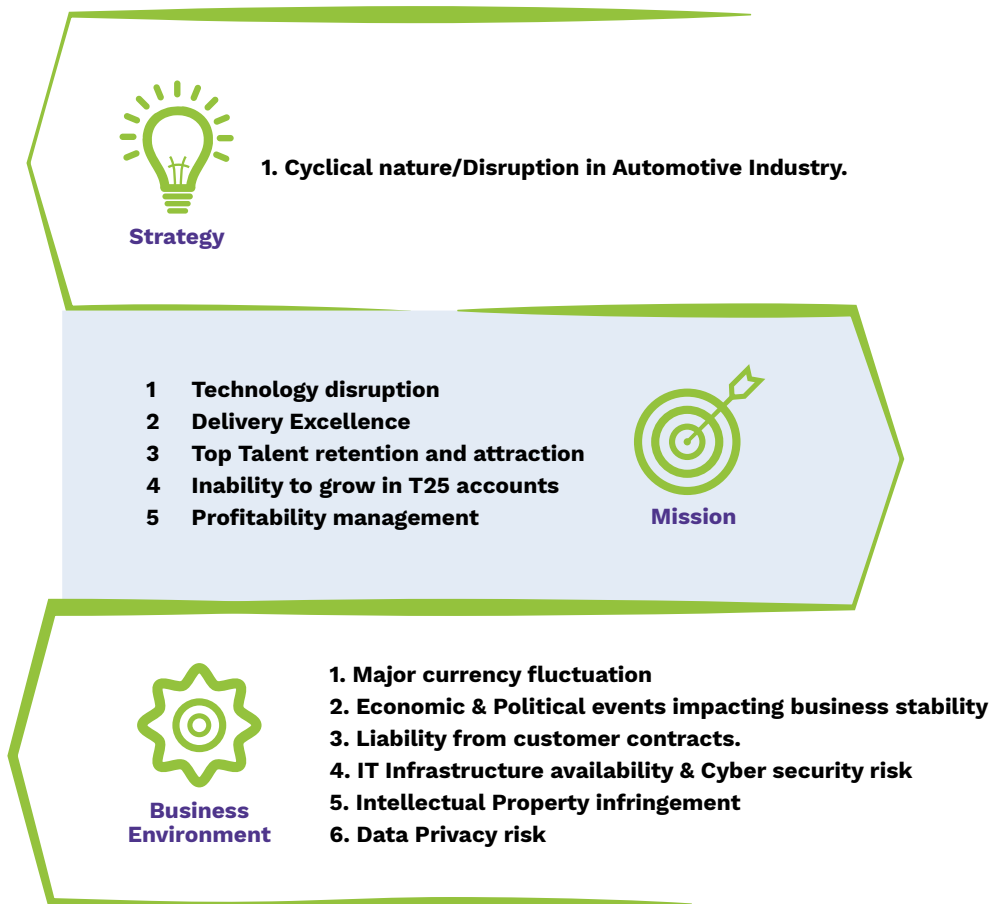 1. Cyclical nature/Disruption in Automotive Industry.
Strategy
1 Technology disruption
2 Delivery Excellence
3 Top Talent retention and attraction
4 Inability to grow in T25 accounts
5 Profitability management
Mission
1. Major currency fluctuation
2. Economic & Political events impacting business stability
3. Liability from customer contracts.
4. IT Infrastructure availability & Cyber security risk
5. Intellectual Property infringement
6. Data Privacy risk
Business
Environment